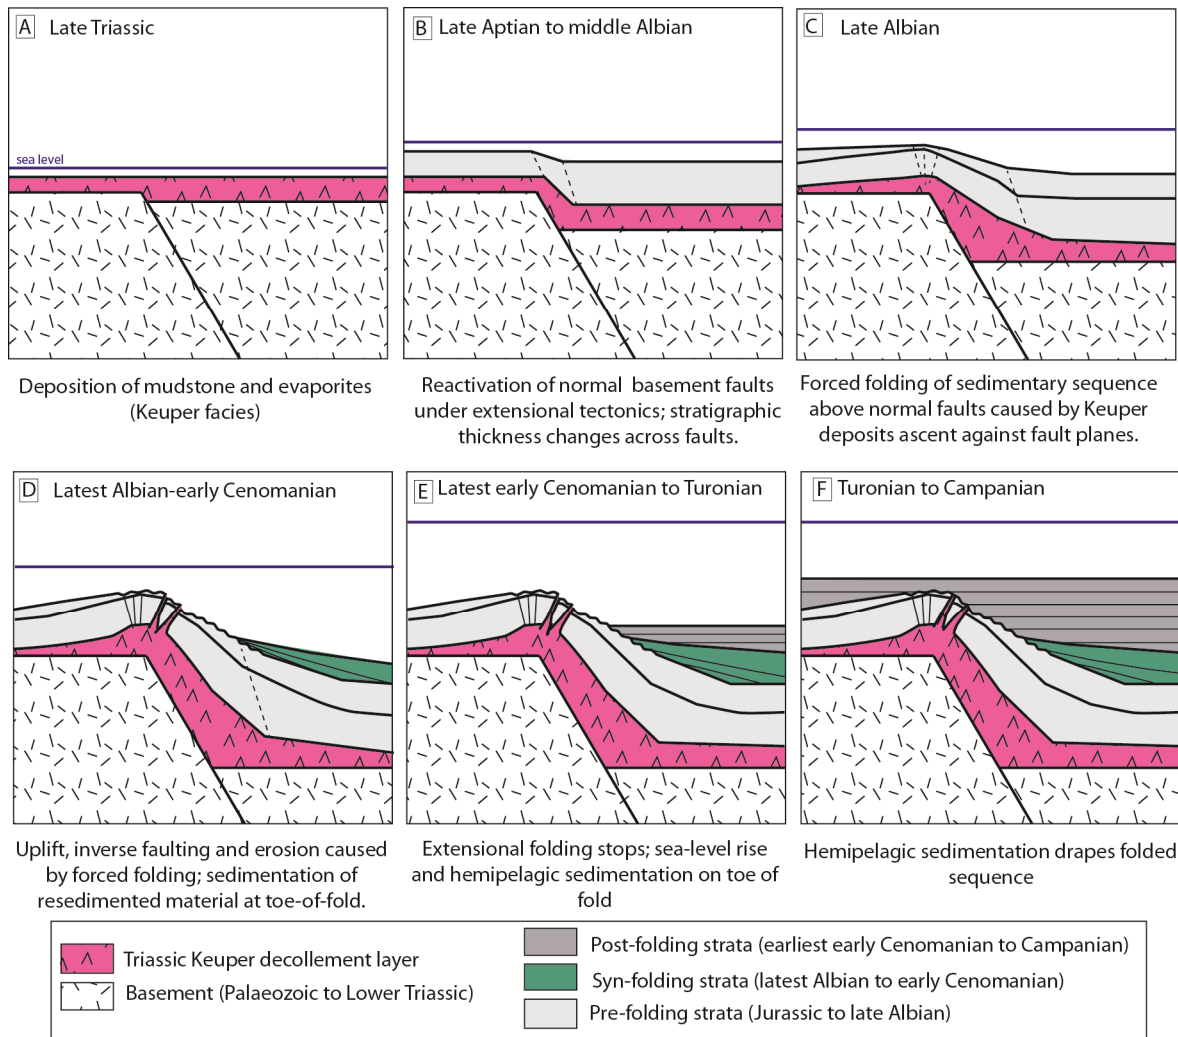 A Late Triassic
sea level
Deposition of mudstone and evaporites
(Keuper facies)
B Late Aptian to middle Albian
Reactivation of normal basement faults
under extensional tectonics; stratigraphic
thickness changes across faults.
C Late Albian
Forced folding of sedimentary sequence
above normal faults caused by Keuper
deposits ascent against fault planes.
D Latest Albian-early Cenomanian
Uplift, inverse faulting and erosion caused
by forced folding; sedimentation of
resedimented material at toe-of-fold.
E Latest early Cenomanian to Turonian
Extensional folding stops; sea-level rise
and hemipelagic sedimentation on toe of
fold
F Turonian to Campanian
Hemipelagic sedimentation drapes folded
sequence
Triassic Keuper decollement layer
Basement (Palaeozoic to Lower Triassic)
Post-folding strata (earliest early Cenomanian to Campanian)
Syn-folding strata (latest Albian to early Cenomanian)
Pre-folding strata (Jurassic to late Albian)